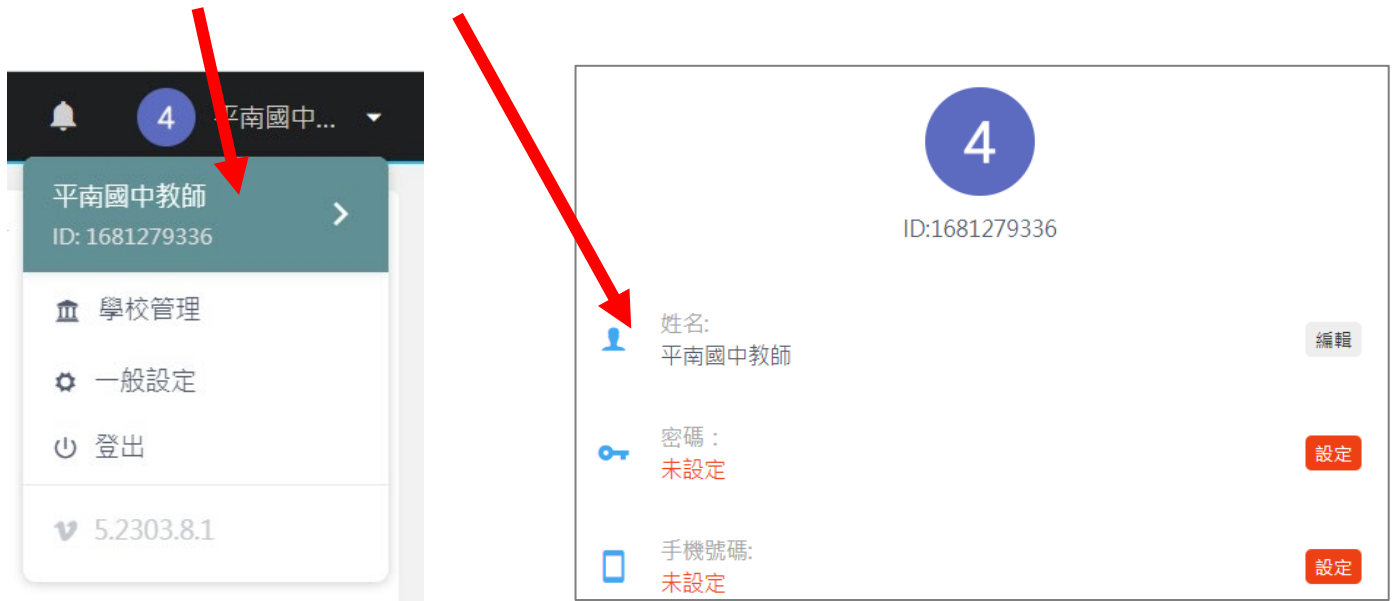 4 平南國中...
平南國中教師
ID: 1681279336
學校管理
一般設定
登出
5.2303.8.1
4
ID:1681279336
姓名:
平南國中教師
編輯
密碼：
未設定
設定
手機號碼:
未設定
設定